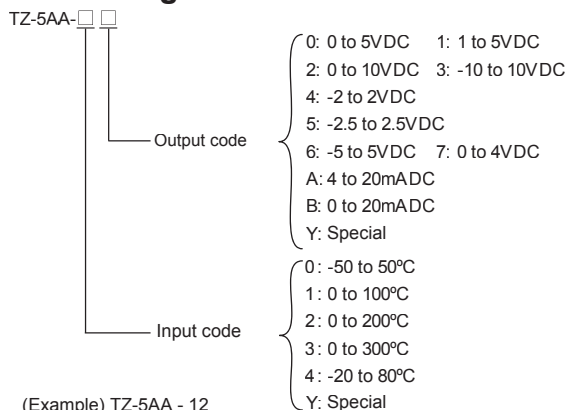 TZ-5AA-□ □
0: 0 to 5VDC 1: 1 to 5VDC
2: 0 to 10VDC 3: -10 to 10VDC
4: -2 to 2VDC
5: -2.5 to 2.5VDC
Output code
6: -5 to 5VDC 7: 0 to 4VDC
A: 4 to 20mADC
B: 0 to 20mADC
Y: Special
0: -50 to 50ºC
1: 0 to 100ºC
2: 0 to 200ºC
Input code
3: 0 to 300ºC
4: -20 to 80ºC
Y: Special
(Example) TZ-5AA - 12